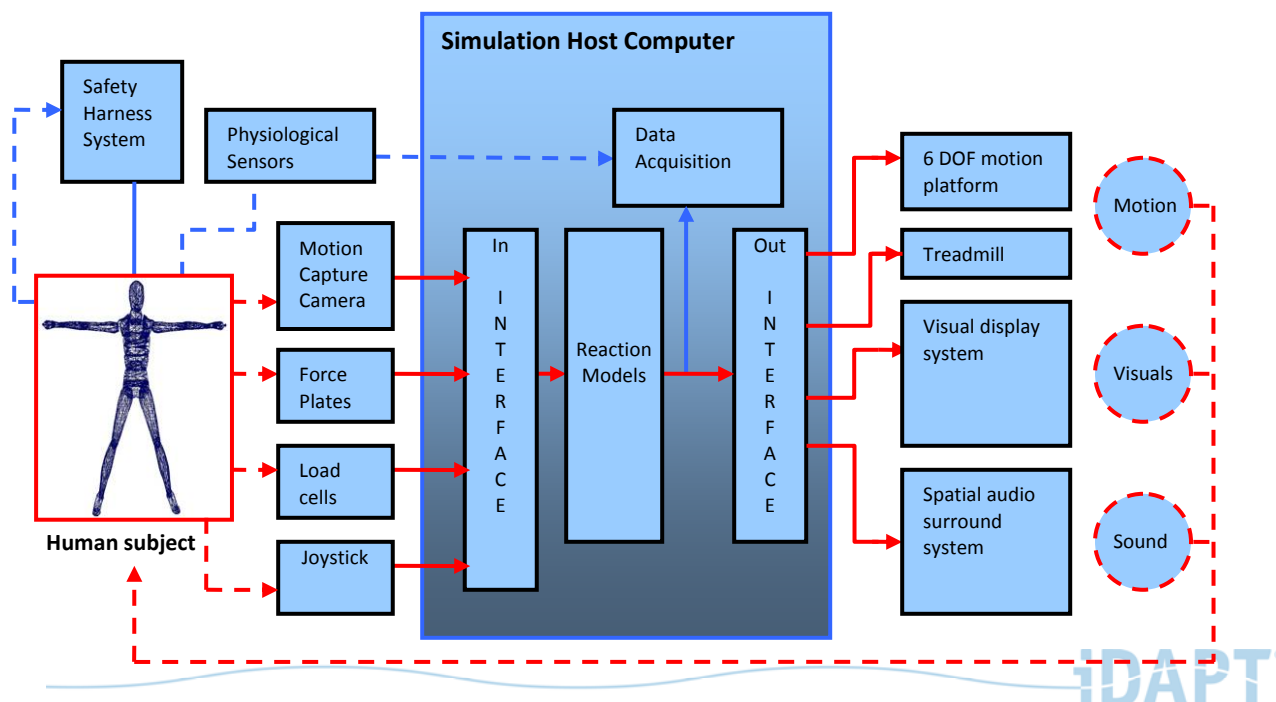 Simulation Host Computer
Safety
Harness
System
Physiological
Sensors
Data
Acquisition
6 DOF motion
platform
Motion
Motion
Capture
Camera
In
I
N
T
E
R
F
A
C
E
Out
I
N
T
E
R
F
A
C
E
Treadmill
Reaction
Models
Visual display
system
Visuals
Force
Plates
Load
cells
Spatial audio
surround
system
Sound
Human subject
Joystick
iDAPT